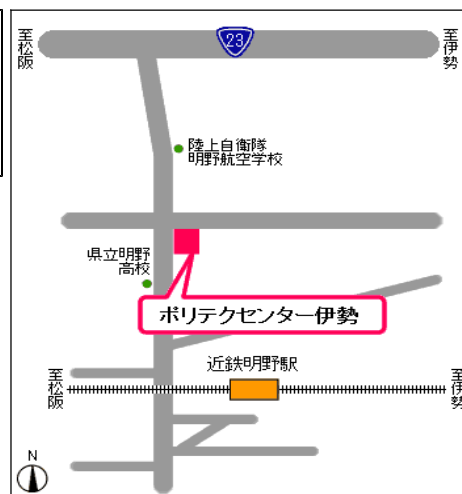 至松阪
23
至伊勢
陸上自衛隊
明野航空学校
県立明野
高校
ポリテクセンター伊勢
近鉄明野駅
至松阪
至伊勢
N